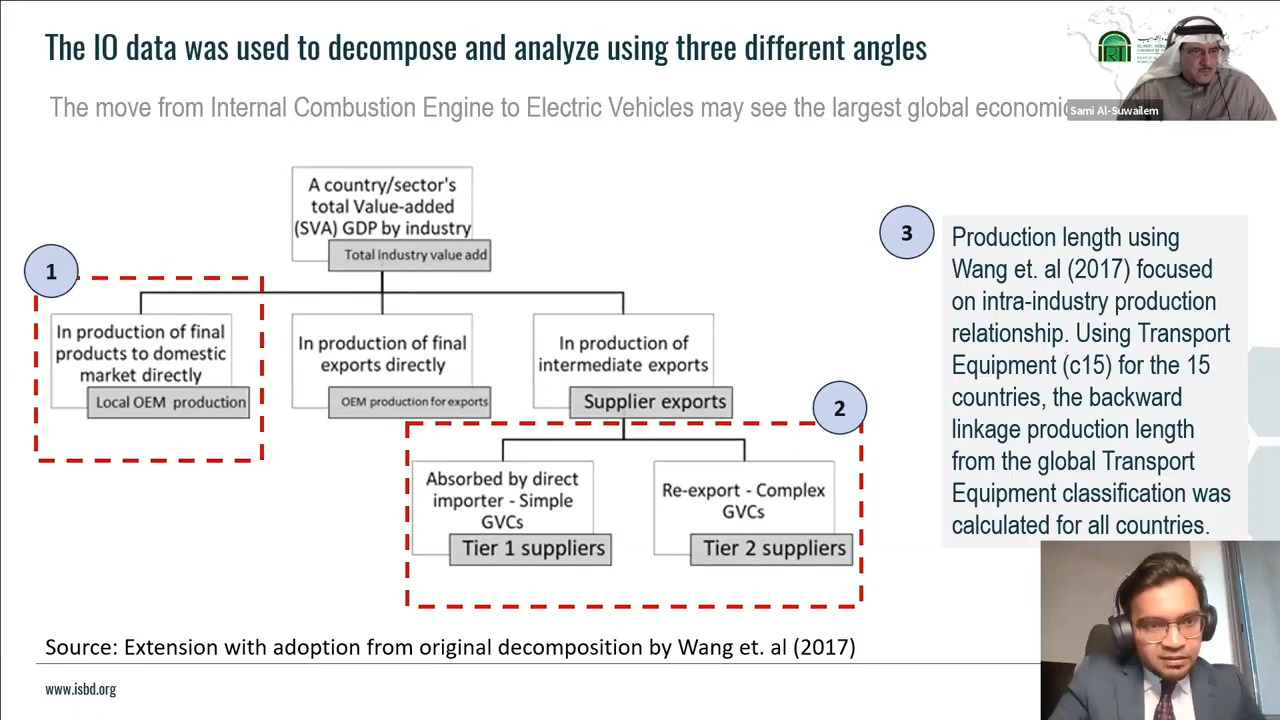 The IO data was used to decompose and analyze using three different angles
The move from Internal Combustion Engine to Electric Vehicles may see the largest global economic
Sami Al-Suwailem
A country/sector's
total Value-added
(SVA) GDP by industry
Total industry value add
1
In production of final
products to domestic
market directly
Local OEM production
In production of final
exports directly
OEM production for exports
In production of
intermediate exports
Supplier exports
2
Absorbed by direct
importer - Simple
GVCs
Tier 1 suppliers
Re-export - Complex
GVCs
Tier 2 suppliers
3
Production length using
Wang et. al (2017) focused
on intra-industry production
relationship. Using Transport
Equipment (c15) for the 15
countries, the backward
linkage production length
from the global Transport
Equipment classification was
calculated for all countries.
Source: Extension with adoption from original decomposition by Wang et. al (2017)
www.isbd.org